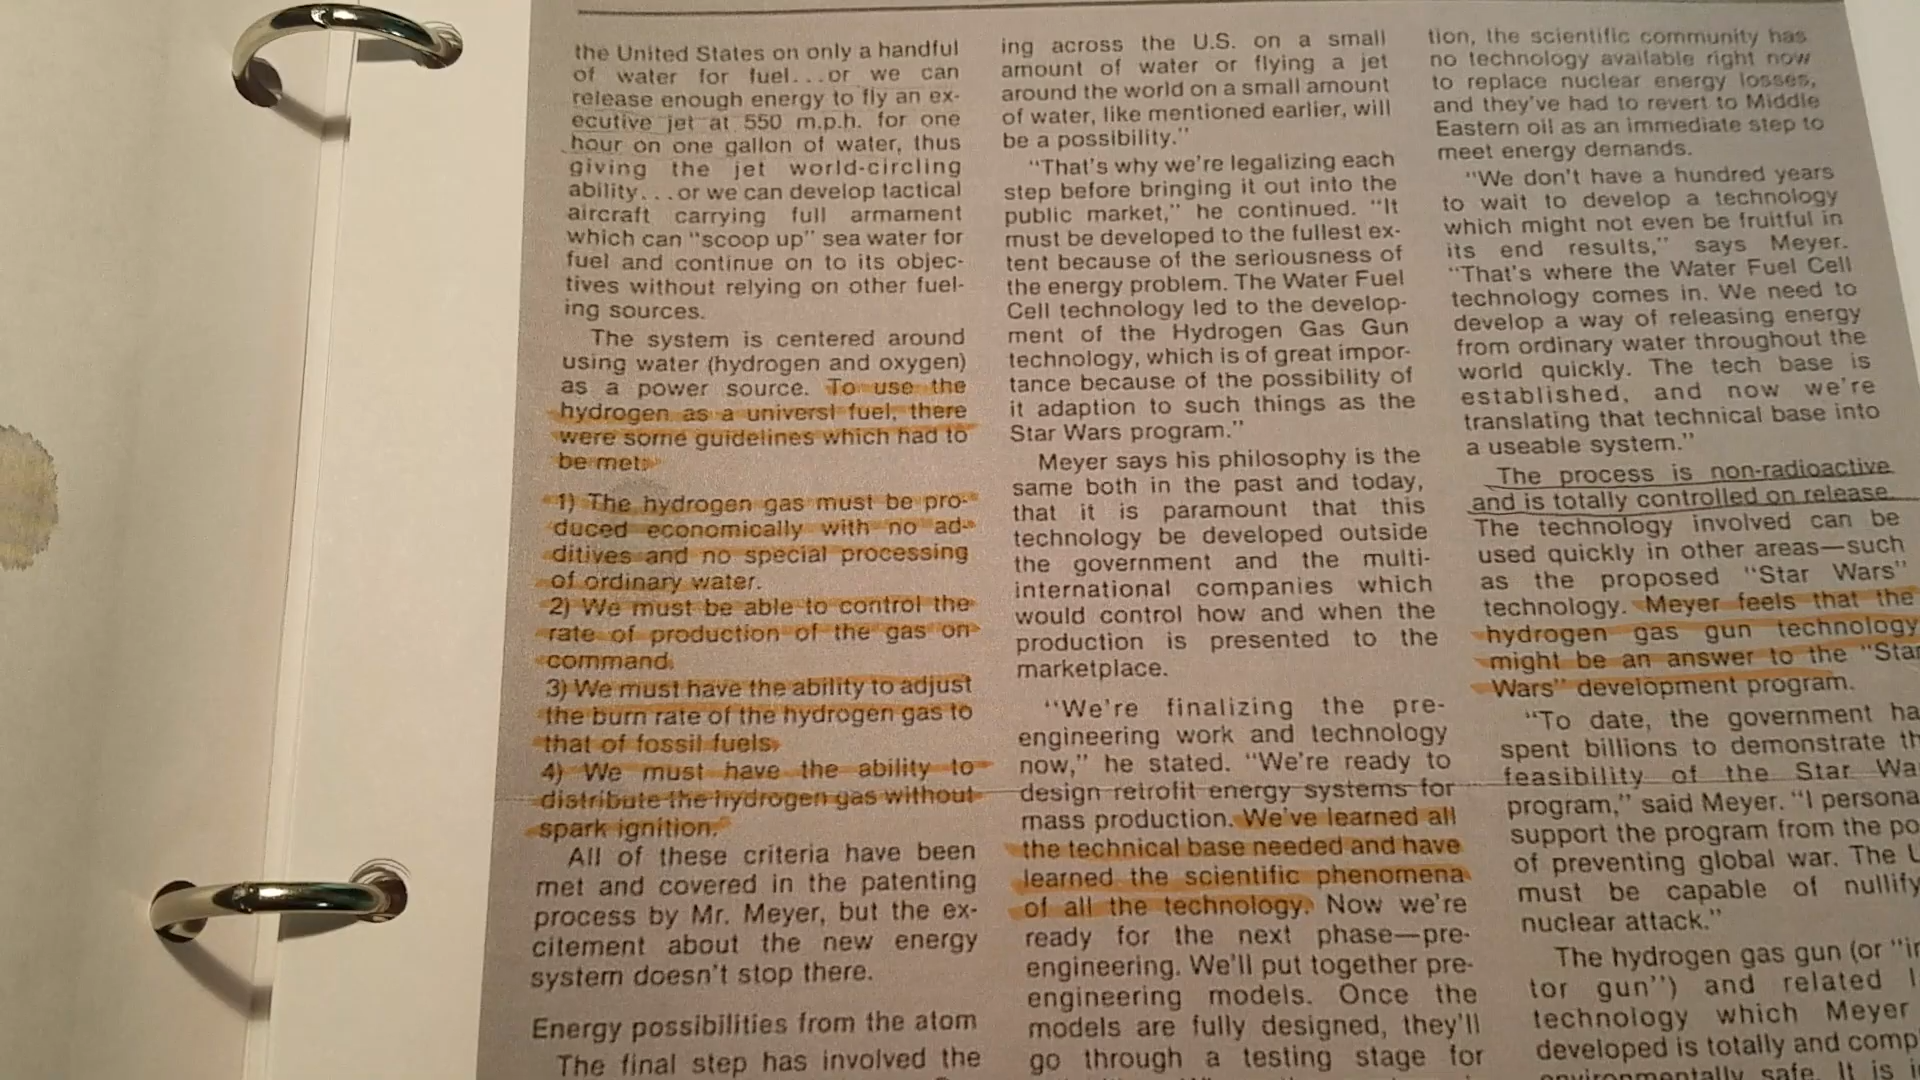 the United States on only a handful
of water for fuel...or we can
release enough energy to fly an ex-
ecutive jet at 550 m.p.h. for one
hour on one gallon of water, thus
giving the jet world-circling
ability...or we can develop tactical
aircraft carrying full armament
which can "scoop up" sea water for
fuel and continue on to its objec-
tives without relying on other fuel-
ing sources.
The system is centered around
using water (hydrogen and oxygen)
as a power source. To use the
hydrogen as a universl fuel, there
were some guidelines which had to
be met:
1) The hydrogen gas must be pro-
duced economically with no ad-
ditives and no special processing
of ordinary water.
2) We must be able to control the
rate of production of the gas on
command.
3) We must have the ability to adjust
the burn rate of the hydrogen gas to
that of fossil fuels.
4) We must have the ability to
distribute the hydrogen gas without
spark ignition."
All of these criteria have been
met and covered in the patenting
process by Mr. Meyer, but the ex-
citement about the new energy
system doesn't stop there.
Energy possibilities from the atom
The final step has involved the
ing across the U.S. on a small
amount of water or flying a jet
around the world on a small amount
of water, like mentioned earlier, will
be a possibility."
"That's why we're legalizing each
step before bringing it out into the
public market," he continued. "It
must be developed to the fullest ex-
tent because of the seriousness of
the energy problem. The Water Fuel
Cell technology led to the develop-
ment of the Hydrogen Gas Gun
technology, which is of great impor-
tance because of the possibility of
it adaption to such things as the
Star Wars program."
Meyer says his philosophy is the
same both in the past and today,
that it is paramount that this
technology be developed outside
the government and the multi-
international companies which
would control how and when the
production is presented to the
marketplace.
"We're finalizing the pre-
engineering work and technology
now," he stated. "We're ready to
design retrofit energy systems for
mass production. We've learned all
the technical base needed and have
learned the scientific phenomena
of all the technology. Now we're
ready for the next phase—pre-
engineering. We'll put together pre-
engineering models. Once the
models are fully designed, they'll
go through a testing stage for
tion, the scientific community has
no technology available right now
to replace nuclear energy losses,
and they've had to revert to Middle
Eastern oil as an immediate step to
meet energy demands.
"We don't have a hundred years
to wait to develop a technology
which might not even be fruitful in
its end results," says Meyer.
"That's where the Water Fuel Cell
technology comes in. We need to
develop a way of releasing energy
from ordinary water throughout the
world quickly. The tech base is
established, and now we're
translating that technical base into
a useable system."
The process is non-radioactive
and is totally controlled on release.
The technology involved can be
used quickly in other areas—such
as the proposed "Star Wars"
technology. Meyer feels that the
hydrogen gas gun technology
might be an answer to the "Star
Wars" development program.
"To date, the government ha
spent billions to demonstrate th
feasibility of the Star Wa
program," said Meyer. "I persona
support the program from the po
of preventing global war. The U
must be capable of nullify
nuclear attack."
The hydrogen gas gun (or "in
tor gun") and related l
technology which Meyer
developed is totally and comp
environmentally safe. It is i